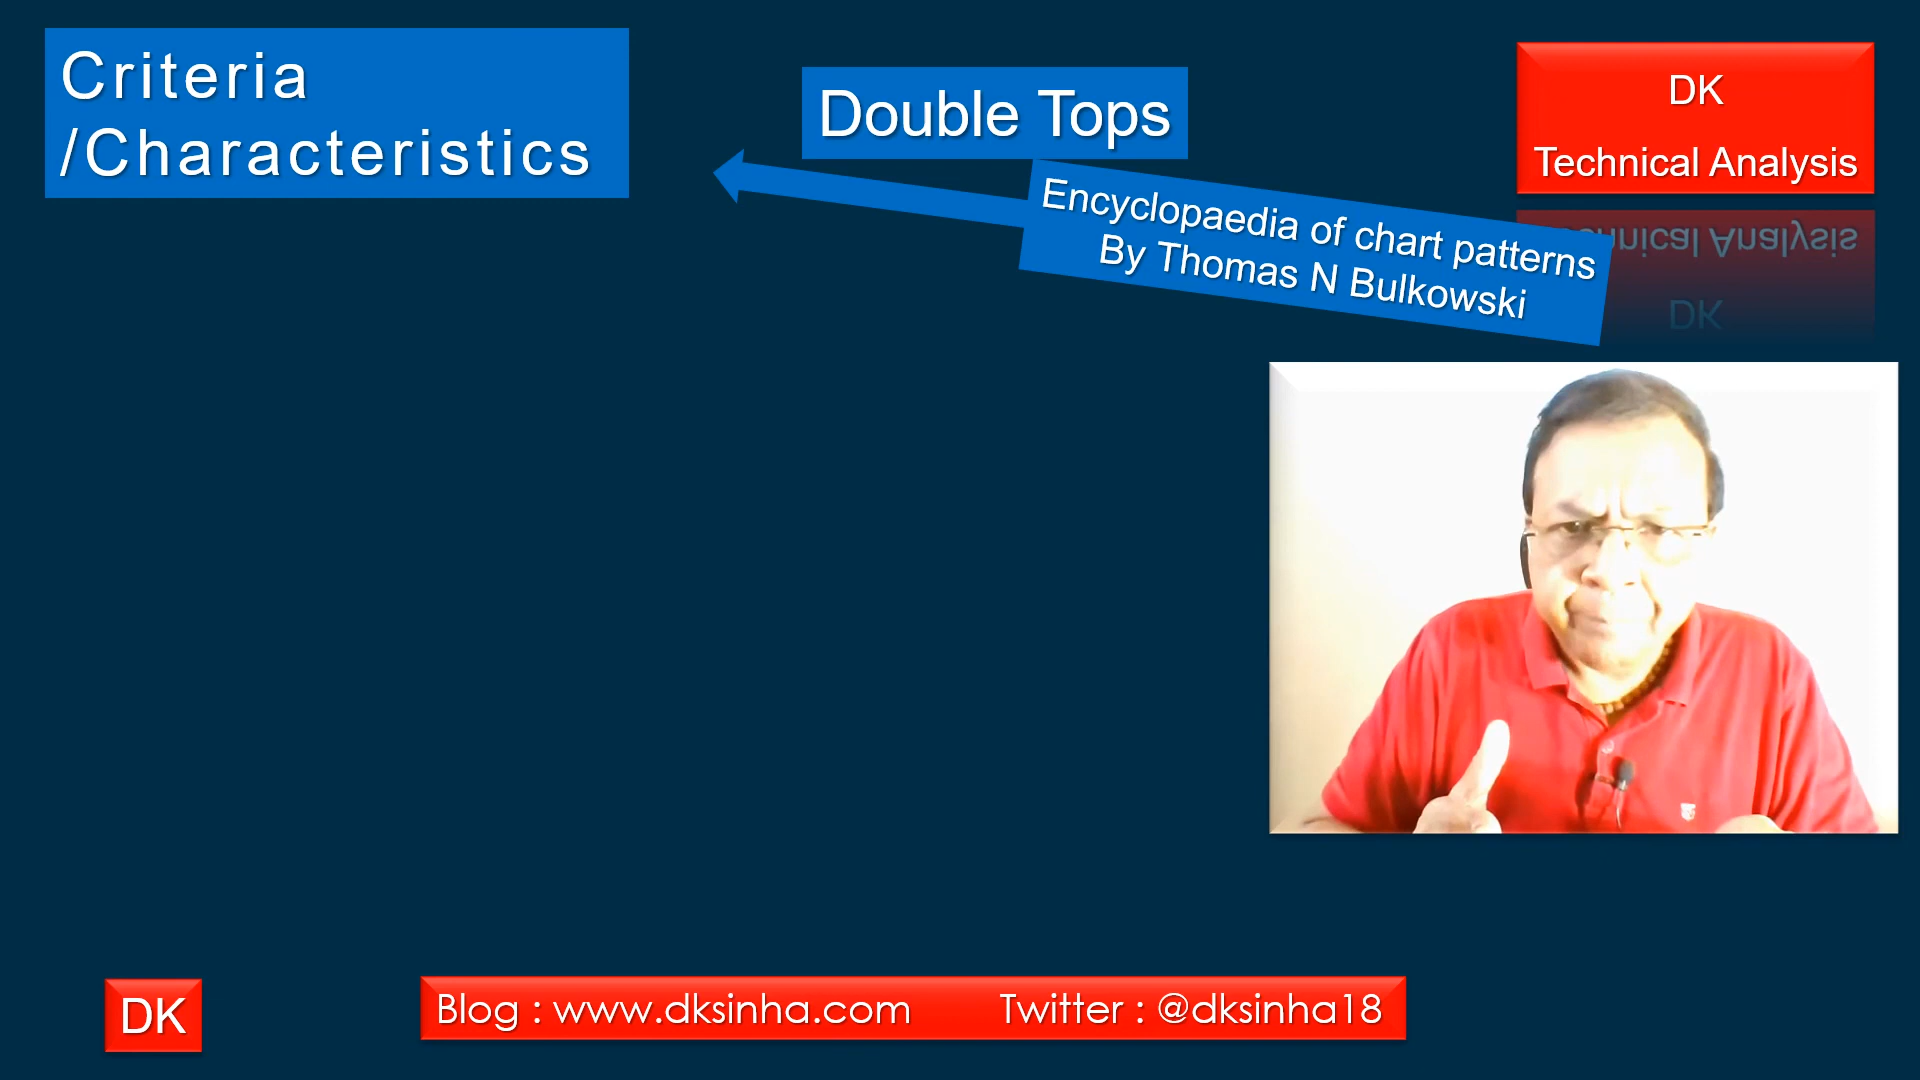 Criteria
/Characteristics
Double Tops
DK
Technical Analysis
Encyclopaedia of chart patterns
By Thomas N Bulkowski
DK
Blog : www.dksinha.com Twitter : @dksinha18